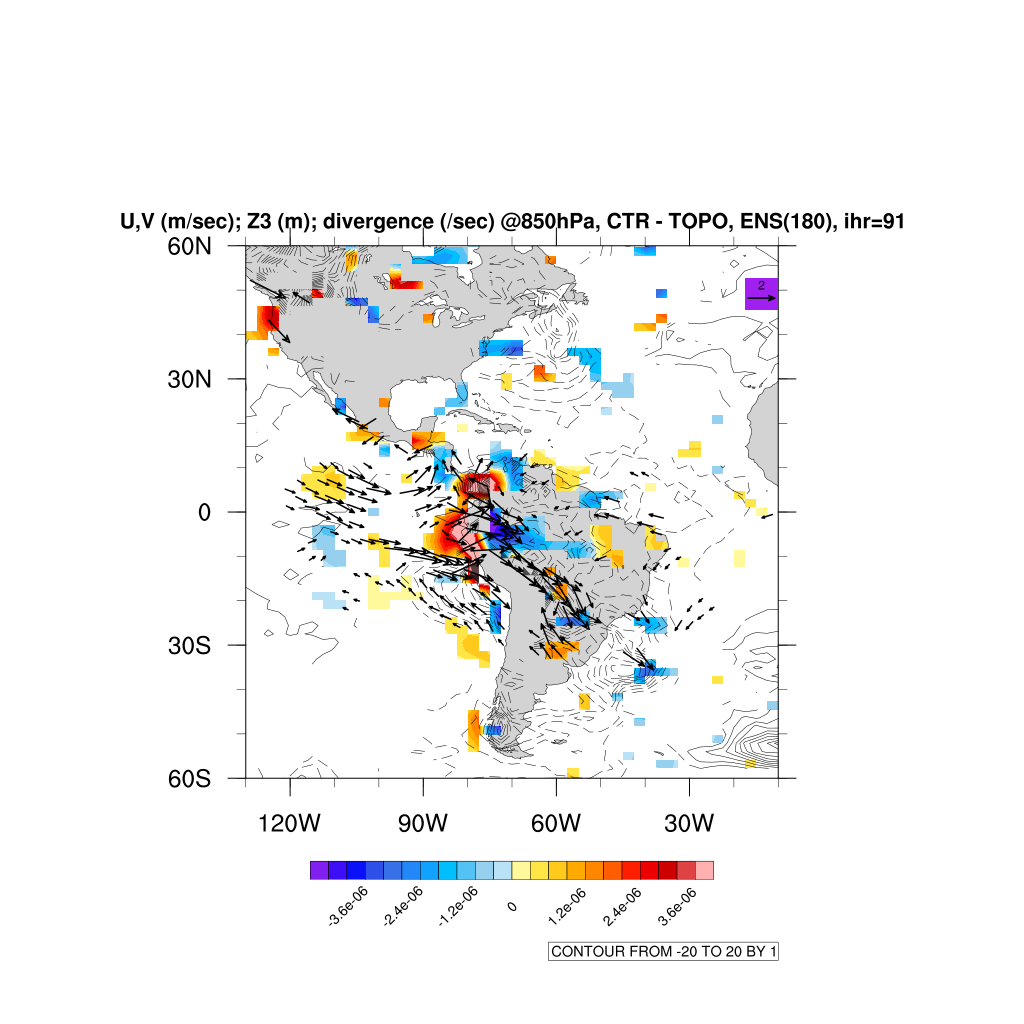 U,V (m/sec); Z3 (m); divergence (/sec) @850hPa, CTR - TOPO, ENS(180), ihr=91
60N
2
30N
0
30S
60S
120W 90W 60W 30W
-3.6e-06 -2.4e-06 -1.2e-06 0 1.2e-06 2.4e-06 3.6e-06
CONTOUR FROM -20 TO 20 BY 1